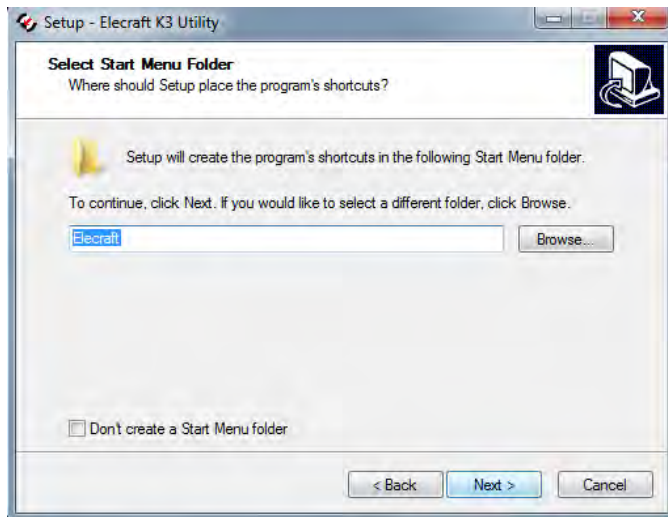 Setup - Elecraft K3 Utility
Select Start Menu Folder
Where should Setup place the program's shortcuts?
Setup will create the program's shortcuts in the following Start Menu folder.
To continue, click Next. If you would like to select a different folder, click Browse.
Elecraft
Browse...
Don't create a Start Menu folder
< Back
Next >
Cancel